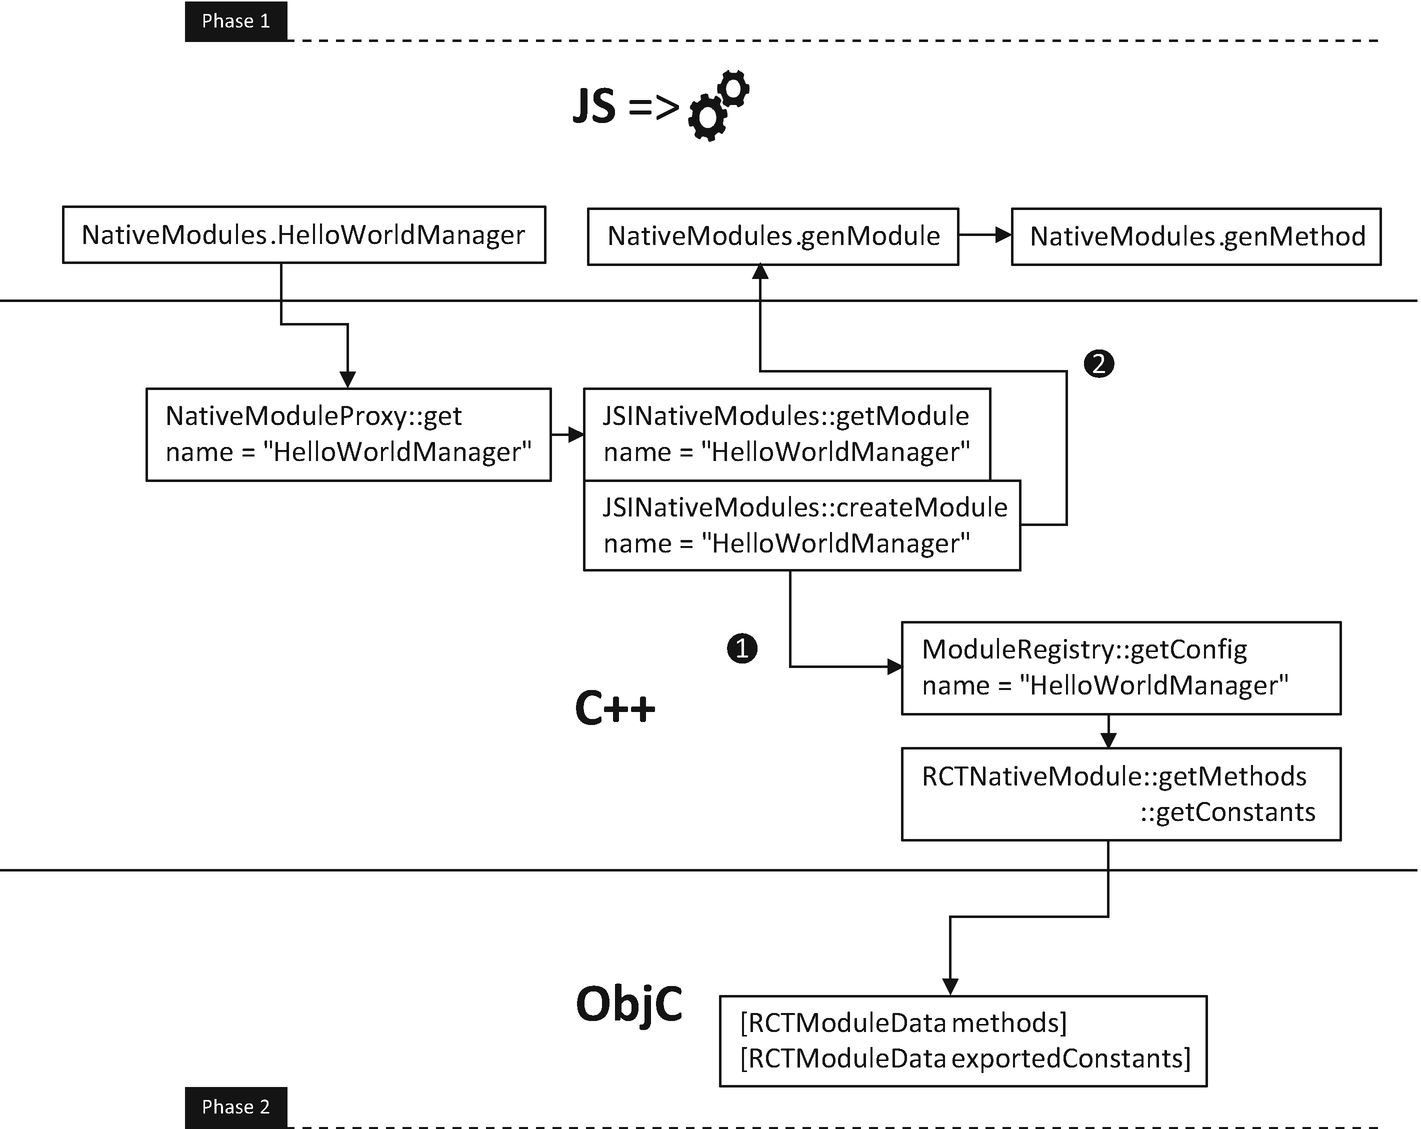 Phase 1
JS =>
NativeModules.HelloWorldManager
NativeModules.genModule
NativeModules.genMethod
2
NativeModuleProxy::get
name = "HelloWorldManager"
JSINativeModules::getModule
name = "HelloWorldManager"
JSINativeModules::createModule
name = "HelloWorldManager"
1
ModuleRegistry::getConfig
name = "HelloWorldManager"
C++
RCTNativeModule::getMethods
::getConstants
ObjC
[RCTModuleData methods]
[RCTModuleData exportedConstants]
Phase 2